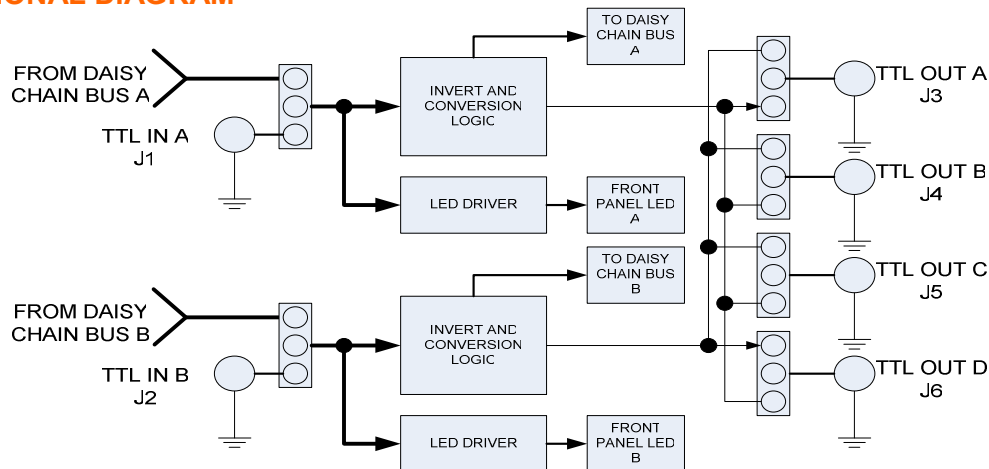 TO DAISY
CHAIN BUS
A
FROM DAISY
CHAIN BUS A
INVERT AND
CONVERSION
LOGIC
TTL OUT A
J3
TTL IN A
J1
TTL OUT B
J4
LED DRIVER
FRONT
PANEL LED
A
TO DAISY
CHAIN BUS
B
TTL OUT C
J5
FROM DAISY
CHAIN BUS B
INVERT AND
CONVERSION
LOGIC
TTL IN B
J2
TTL OUT D
J6
LED DRIVER
FRONT
PANEL LED
B